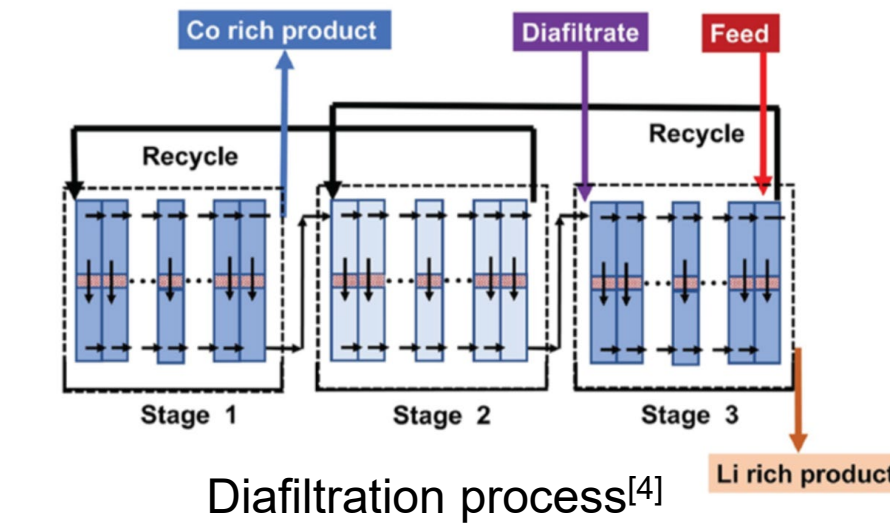 Co rich product
Diafiltrate
Feed
Recycle
Recycle
Stage 1
Stage 2
Stage 3
Li rich product
Diafiltration process[4]